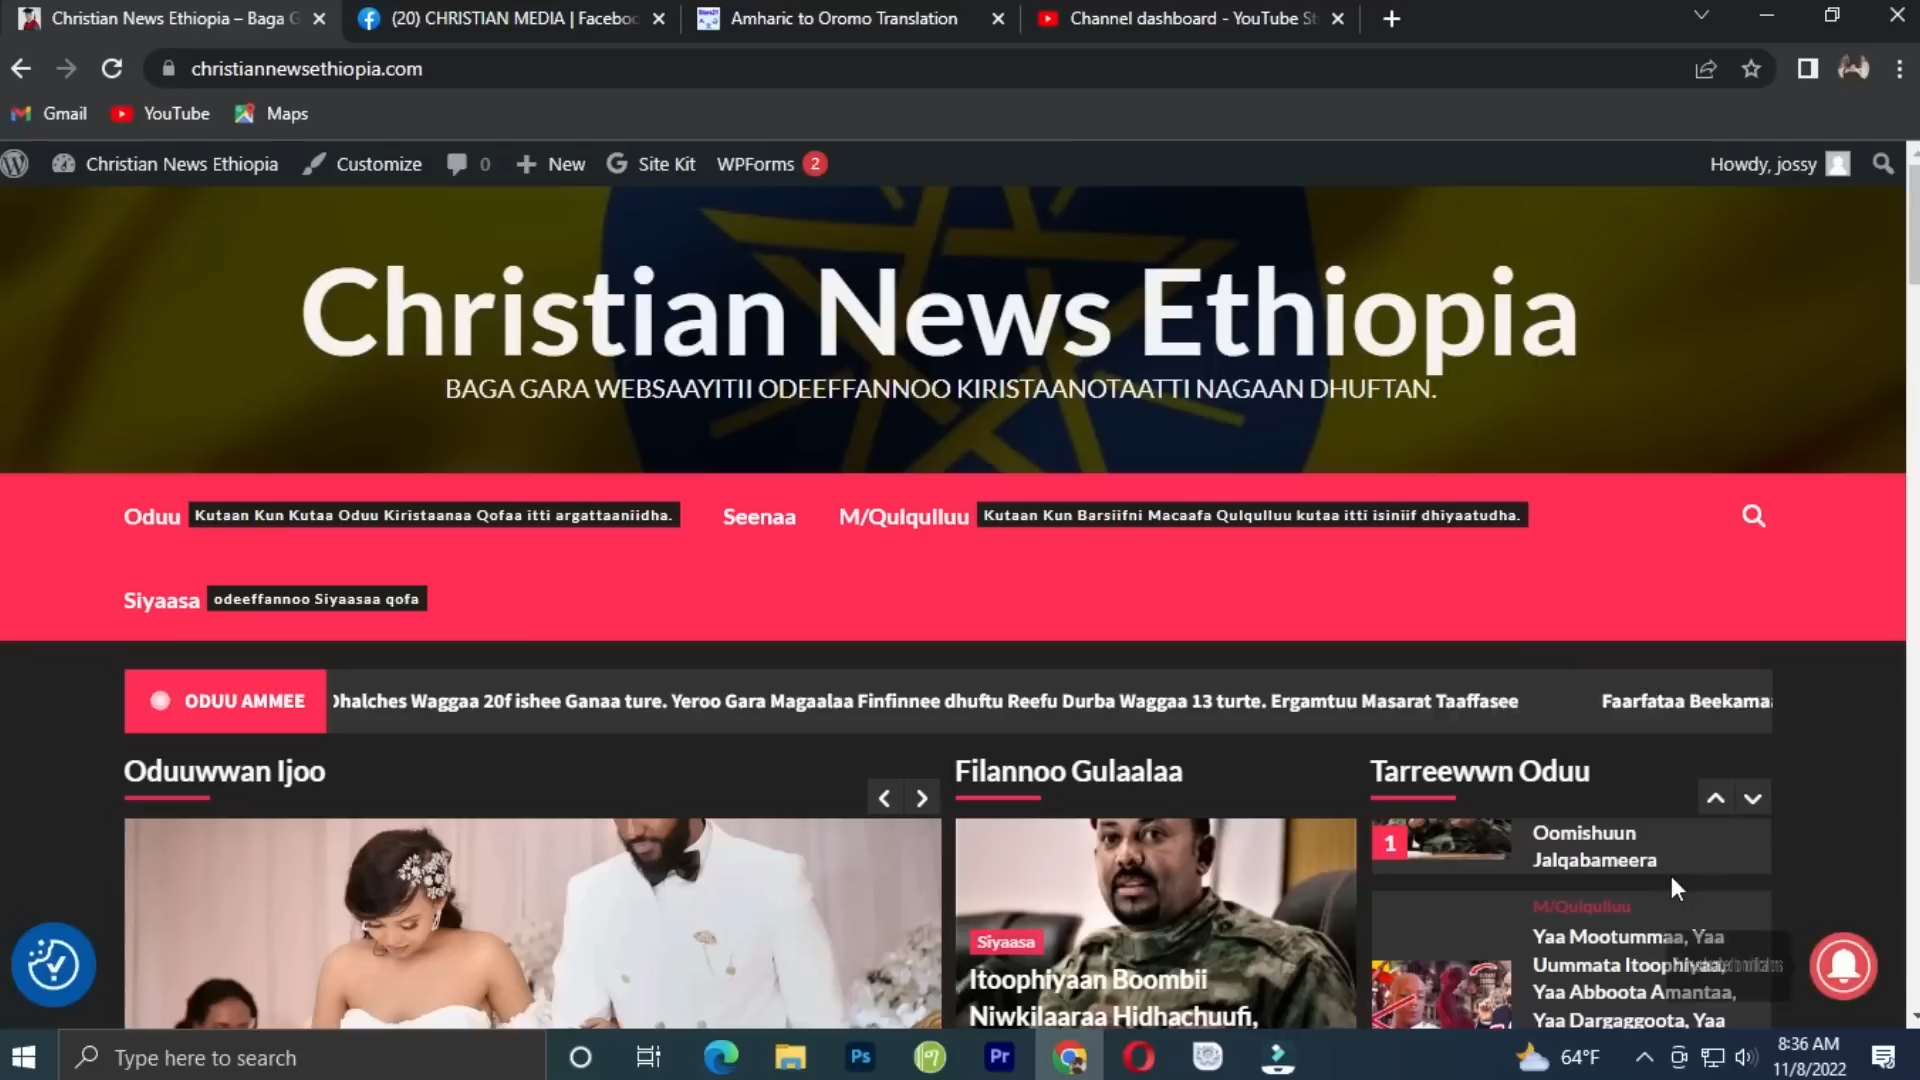 Christian News Ethiopia – Baga G
(20) CHRISTIAN MEDIA | Faceboo
Amharic to Oromo Translation
Channel dashboard - YouTube St
christiannewsethiopia.com
Gmail
YouTube
Maps
Christian News Ethiopia
Customize
0
New
Site Kit
WPForms
2
Howdy, jossy
Christian News Ethiopia
BAGA GARA WEBSAAYITII ODEEFFANNOO KIRISTAANOTAATTI NAGAAN DHUFTAN.
Oduu
Kutaan Kun Kutaa Oduu Kiristaanaa Qofaa itti argattaaniidha.
Seenaa
M/Qulqulluu
Kutaan Kun Barsiifni Macaafa Qulqulluu kutaa itti isiniif dhiyaatudha.
Siyaasa
odeeffannoo Siyaasaa qofa
ODUU AMMEE
Dhalches Waggaa 20f ishee Ganaa ture. Yeroo Gara Magaalaa Finfinnee dhuftu Reefu Durba Waggaa 13 turte. Ergamtuu Masarat Taaffasee
Faarfataa Beekamaa
Oduuwwan Ijoo
Filannoo Gulaalaa
Siyaasa
Itoophiyaan Boombii
Niwkilaaraa Hidhachuufi,
Tarreewwn Oduu
1
Oomishuun
Jalqabameera
M/Qulqulluu
Yaa Mootummaa, Yaa
Uummata Itoophiyaa,
Yaa Abboota Amantaa,
Yaa Dargaggoota, Yaa
Type here to search
Ps
Pr
64°F
8:36 AM
11/8/2022